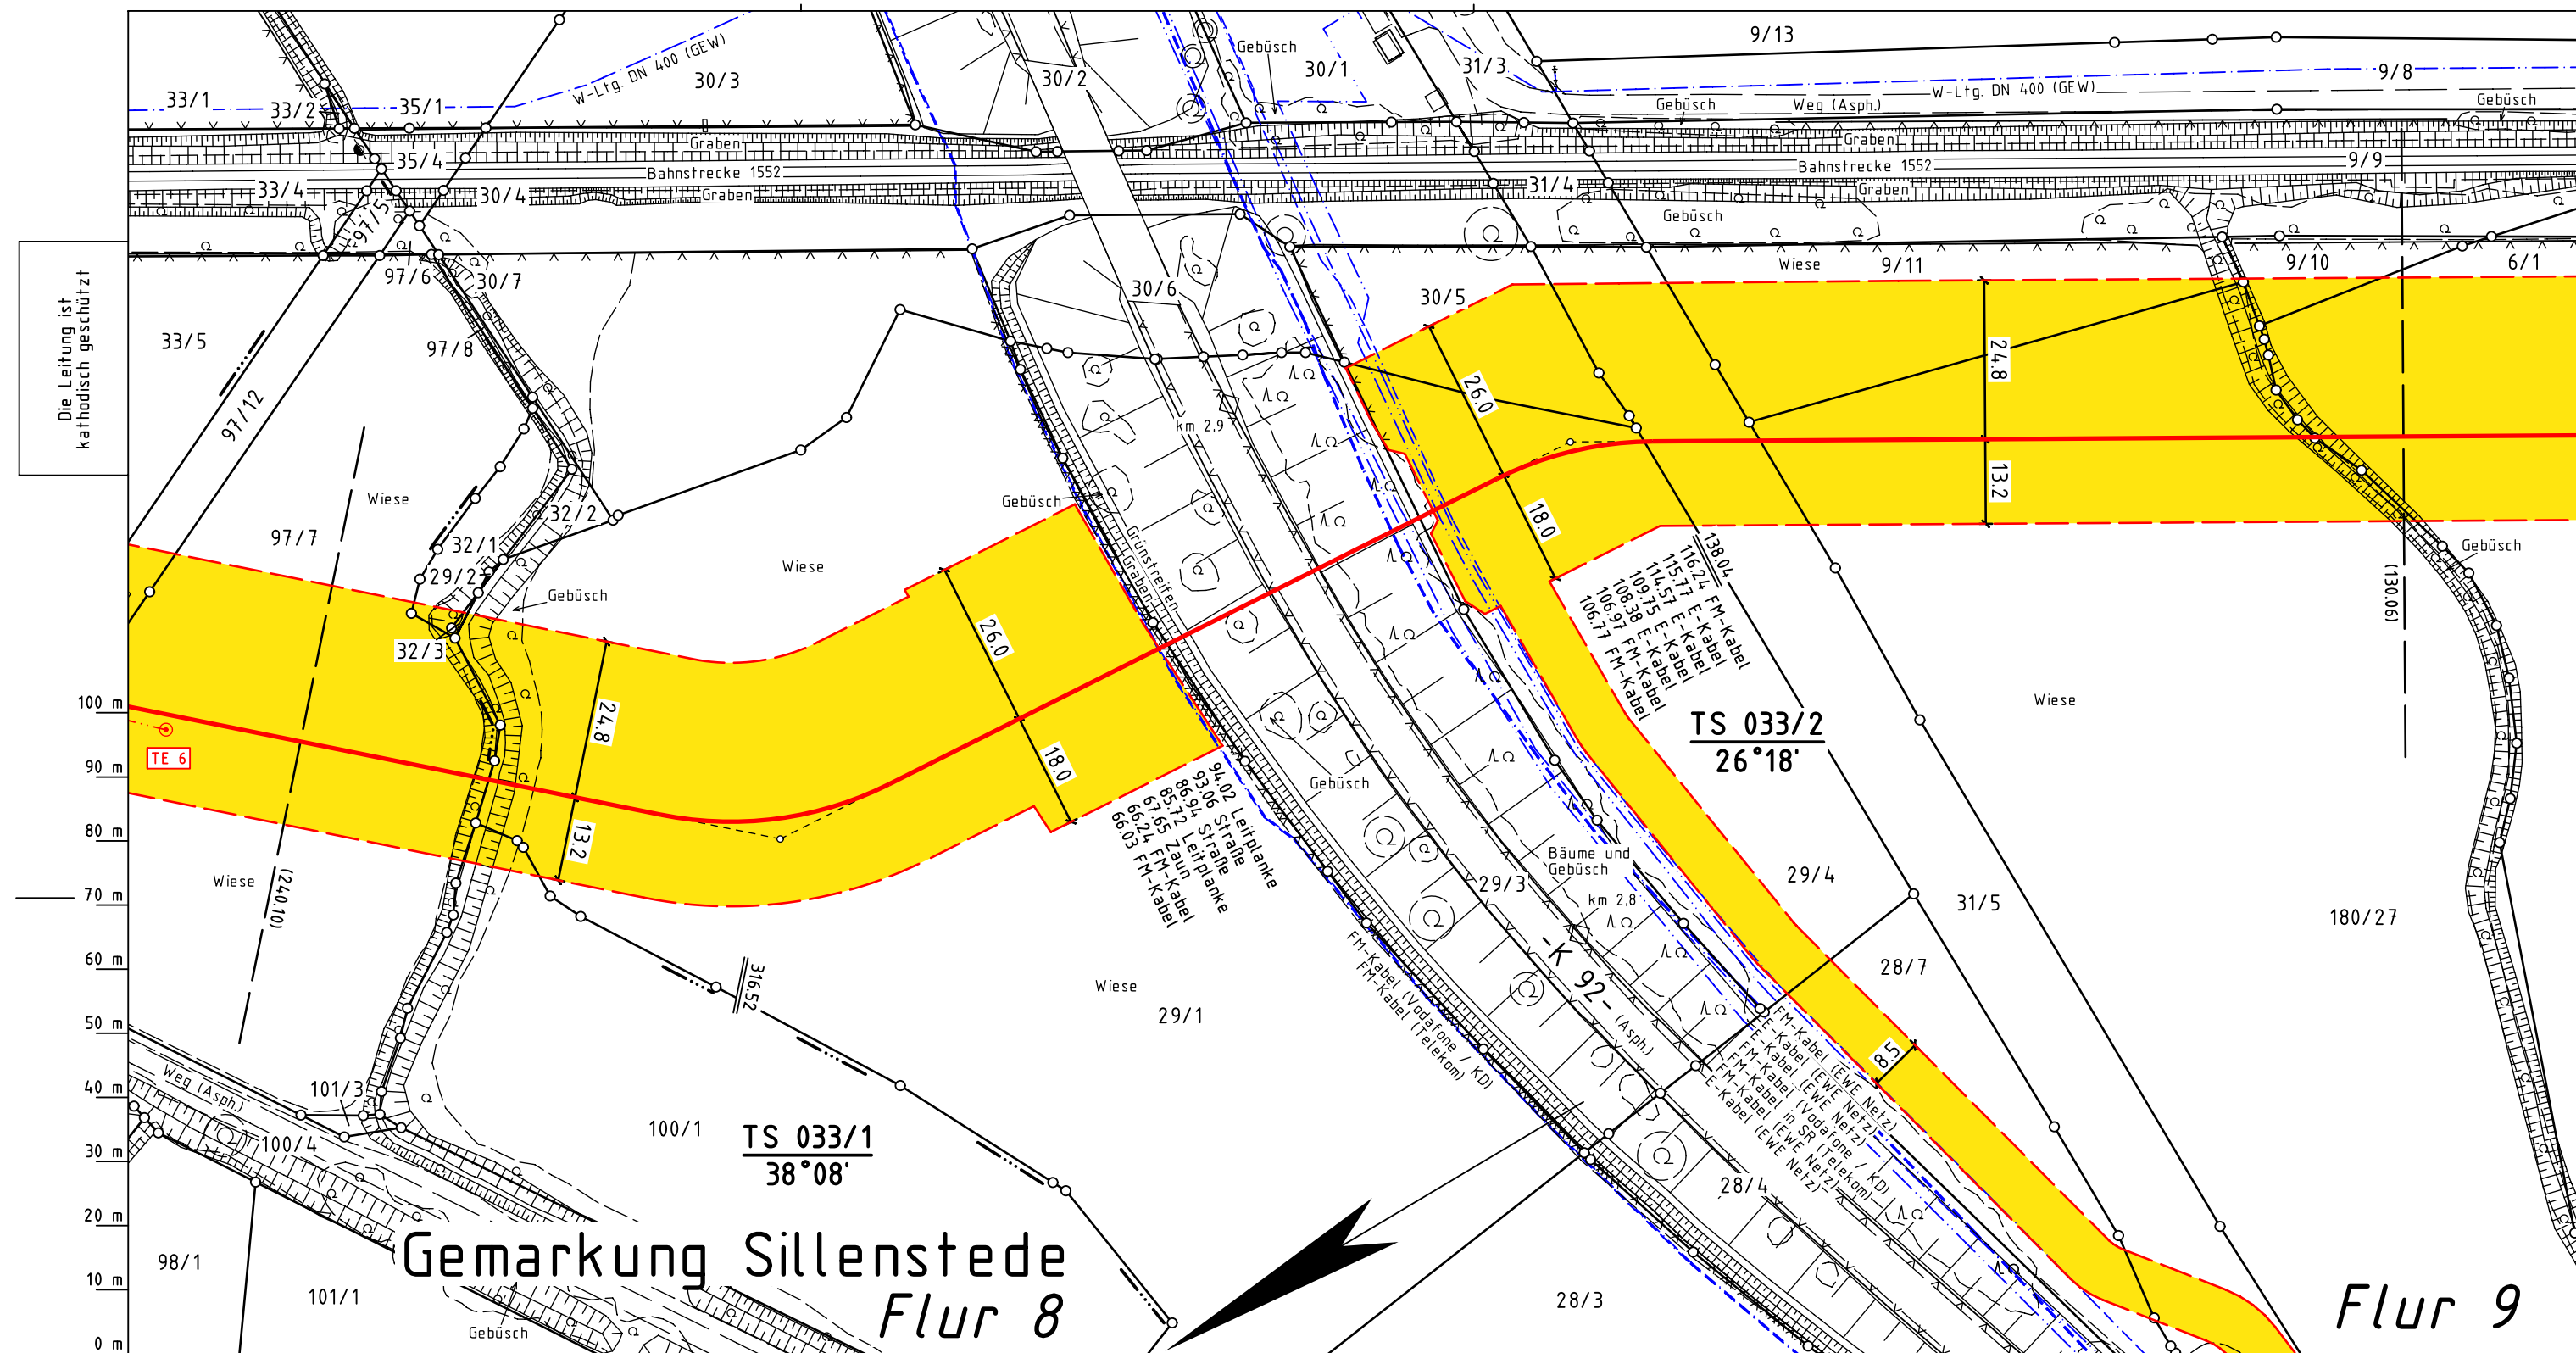 9/13
Gebüsch
30/1
31/3
30/2
30/3
W-Ltg. DN 400 (GEW)
9/8
W-Ltg. DN 400 (GEW)
33/1
33/2
35/1
Gebüsch
Weg (Asph.)
Gebüsch
Graben
Graben
35/4
Bahnstrecke 1552
Bahnstrecke 1552
9/9
33/4
30/4
Graben
31/4
Graben
97/5
Gebüsch
97/6
30/7
Wiese
9/11
9/10
6/1
30/6
30/5
Die Leitung ist
kathodisch geschützt
33/5
97/8
24.8
26.0
97/12
km 2,9
Wiese
13.2
97/7
32/2
Gebüsch
18.0
32/1
29/2
Wiese
Gebüsch
Grünstreifen
Graben
Gebüsch
138.04
116.24 FM-Kabel
115.77 E-Kabel
114.57 E-Kabel
109.75 E-Kabel
108.38 E-Kabel
106.97 FM-Kabel
106.77 FM-Kabel
(130.06)
32/3
26.0
24.8
Wiese
100 m
TS 033/2
26°18'
TE 6
90 m
18.0
Gebüsch
13.2
80 m
94.02 Leitplanke
93.06 Straße
86.94 Straße
85.72 Leitplanke
67.65 Zaun
66.24 FM-Kabel
66.03 FM-Kabel
Bäume und
Gebüsch
29/3
29/4
Wiese
(240.10)
70 m
km 2,8
31/5
180/27
-K 92- (Asph.)
60 m
28/7
316.52
FM-Kabel (Vodafone / KD)
FM-Kabel (Telekom)
Wiese
29/1
50 m
FM-Kabel (EWE Netz)
E-Kabel (EWE Netz)
E-Kabel (EWE Netz)
FM-Kabel (Vodafone / KD)
FM-Kabel in SR (Telekom)
E-Kabel (EWE Netz)
8.5
Weg (Asph.)
40 m
101/3
100/1
TS 033/1
38°08'
100/4
30 m
28/4
20 m
Gemarkung Sillenstede
98/1
10 m
101/1
Flur 8
28/3
Flur 9
Gebüsch
0 m